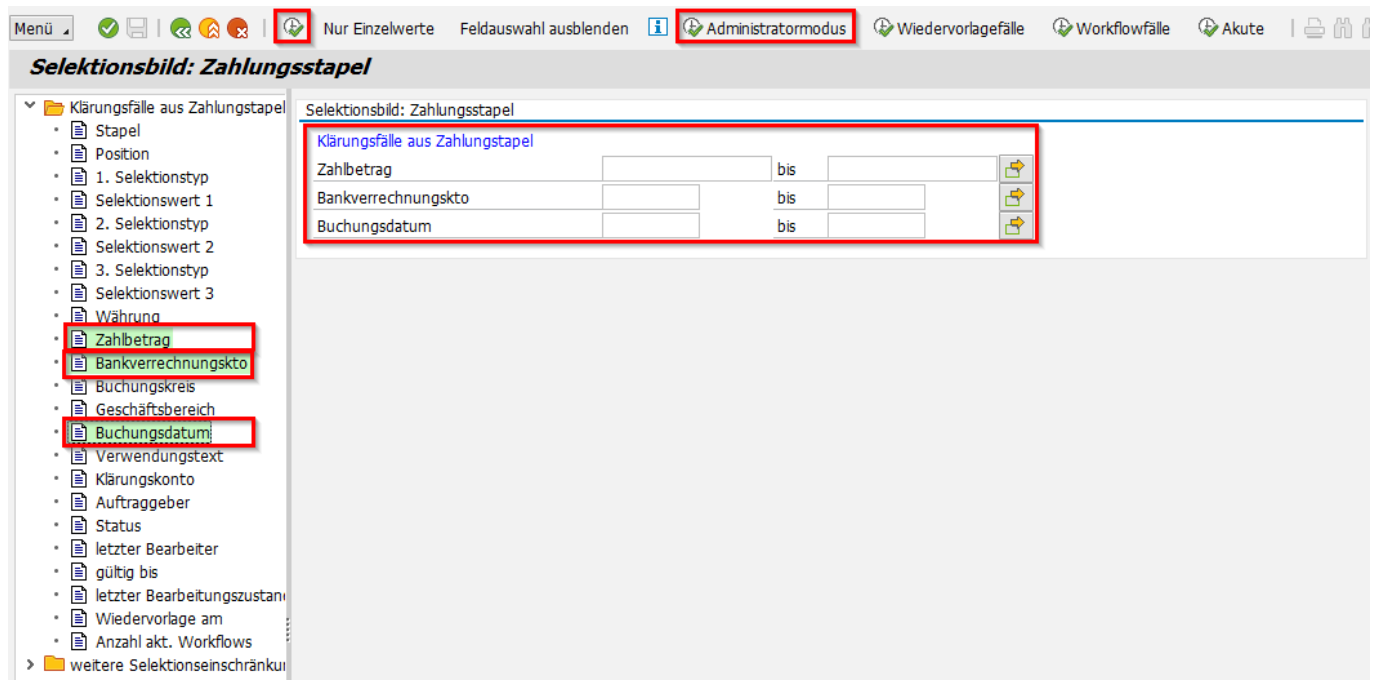 Menü Nur Einzelwerte Feldauswahl ausblenden Administratormodus Wiedervorlagefälle Workflowfälle Akute
Selektionsbild: Zahlungsstapel
Klärungsfälle aus Zahlungstapel
Stapel
Position
1. Selektionstyp
Selektionswert 1
2. Selektionstyp
Selektionswert 2
3. Selektionstyp
Selektionswert 3
Währung
Zahlbetrag
Bankverrechnungskto
Buchungskreis
Geschäftsbereich
Buchungsdatum
Verwendungstext
Klärungskonto
Auftraggeber
Status
letzter Bearbeiter
gültig bis
letzter Bearbeitungszustan
Wiedervorlage am
Anzahl akt. Workflows
weitere Selektionseinschränku
Selektionsbild: Zahlungsstapel
Klärungsfälle aus Zahlungstapel
Zahlbetrag bis
Bankverrechnungskto bis
Buchungsdatum bis